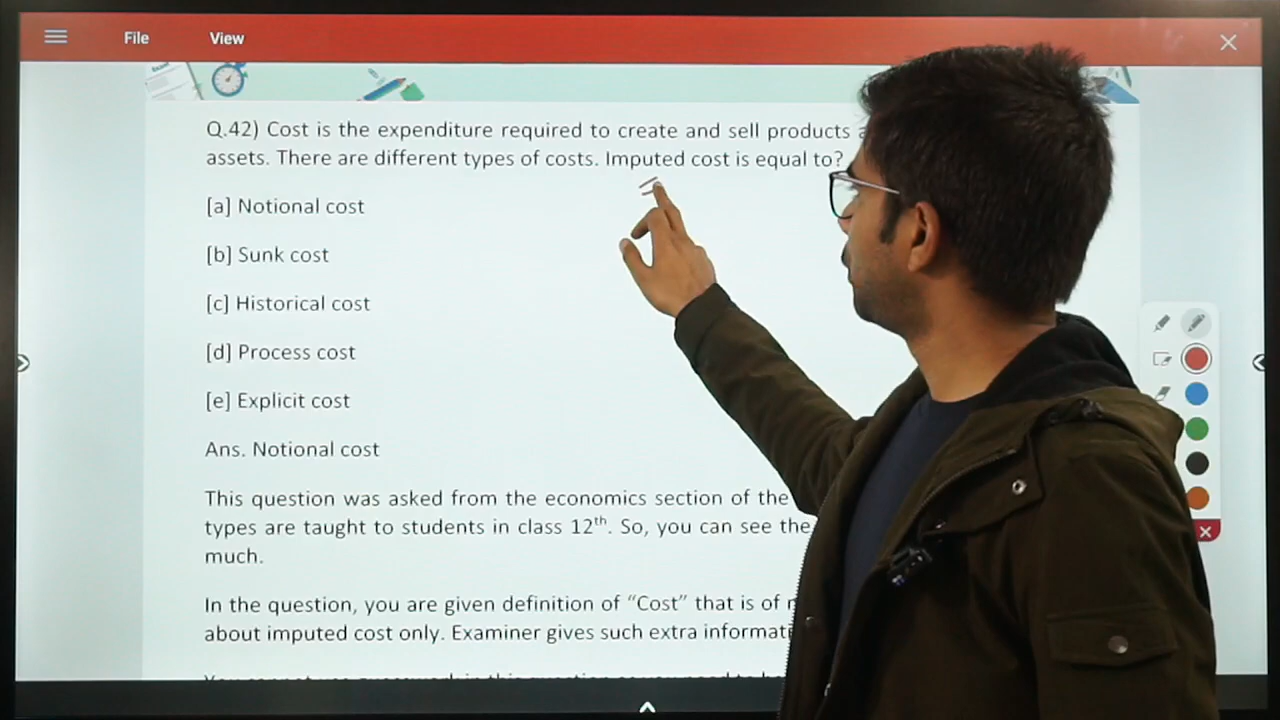 File
View
Q.42) Cost is the expenditure required to create and sell products
assets. There are different types of costs. Imputed cost is equal to?
[a] Notional cost
[b] Sunk cost
[c] Historical cost
[d] Process cost
[e] Explicit cost
Ans. Notional cost
This question was asked from the economics section of the
types are taught to students in class 12th. So, you can see the
much.
In the question, you are given definition of “Cost” that is of
about imputed cost only. Examiner gives such extra